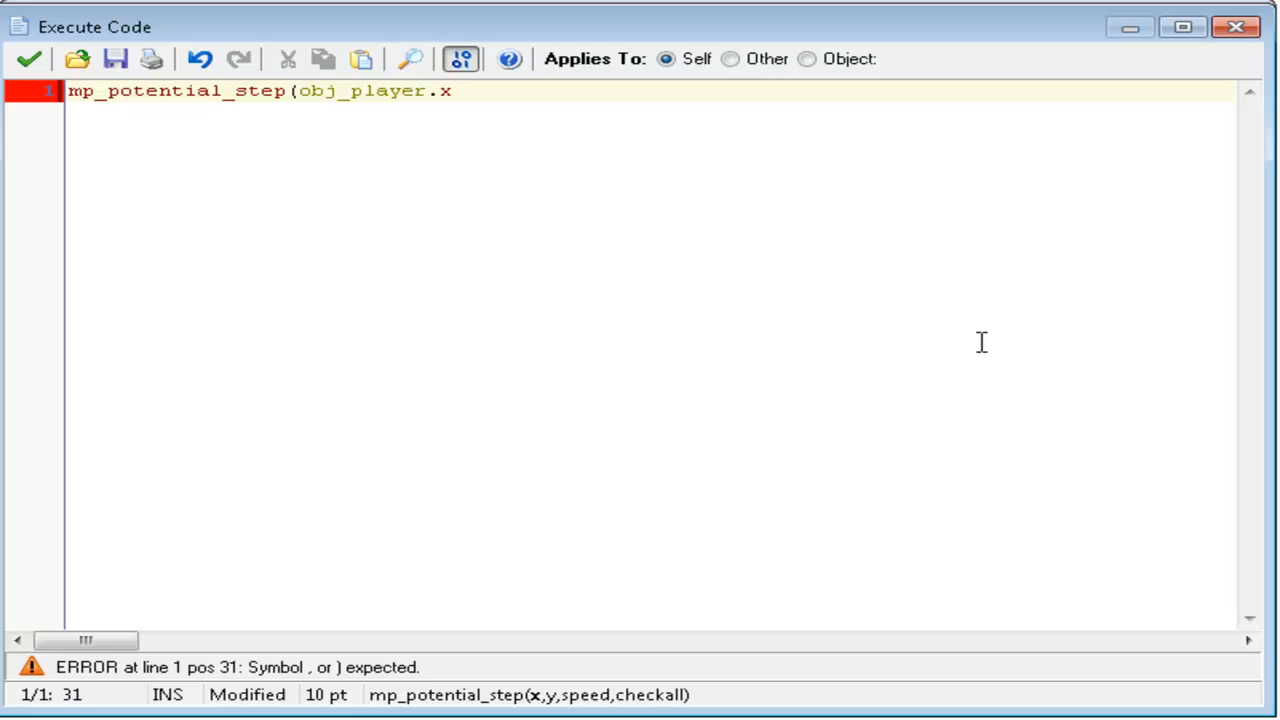 Execute Code
Applies To: Self Other Object:
1 mp_potential_step(obj_player.x
ERROR at line 1 pos 31: Symbol , or ) expected.
1/1: 31 INS Modified 10 pt mp_potential_step(x,y,speed,checkall)